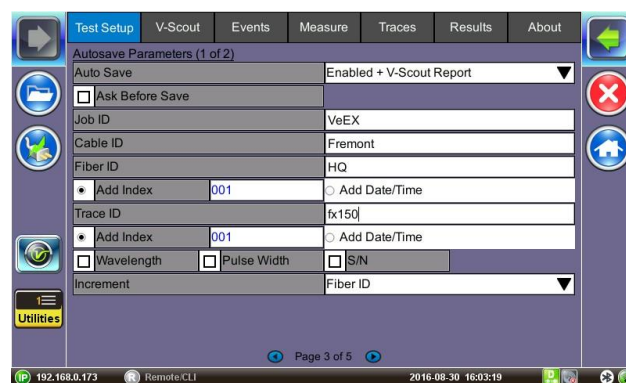 Test Setup V-Scout Events Measure Traces Results About
Autosave Parameters (1 of 2)
Auto Save Enabled + V-Scout Report
Ask Before Save
Job ID VeEX
Cable ID Fremont
Fiber ID HQ
Add Index 001 Add Date/Time
Trace ID fx150
Add Index 001 Add Date/Time
Wavelength Pulse Width S/N
Increment Fiber ID
1
Utilities
Page 3 of 5
IP 192.168.0.173 R Remote/CLI 2016-08-30 16:03:19